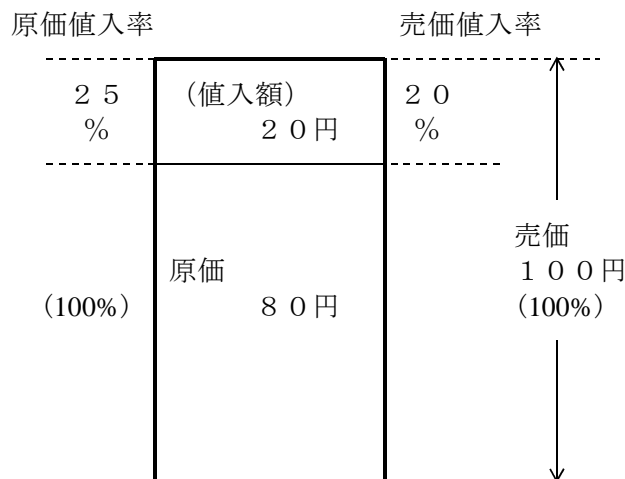 原価値入率
売価値入率
２５
％
（値入額）
２０円
２０
％
原価
８０円
(100%)
売価
１００円
(100%)